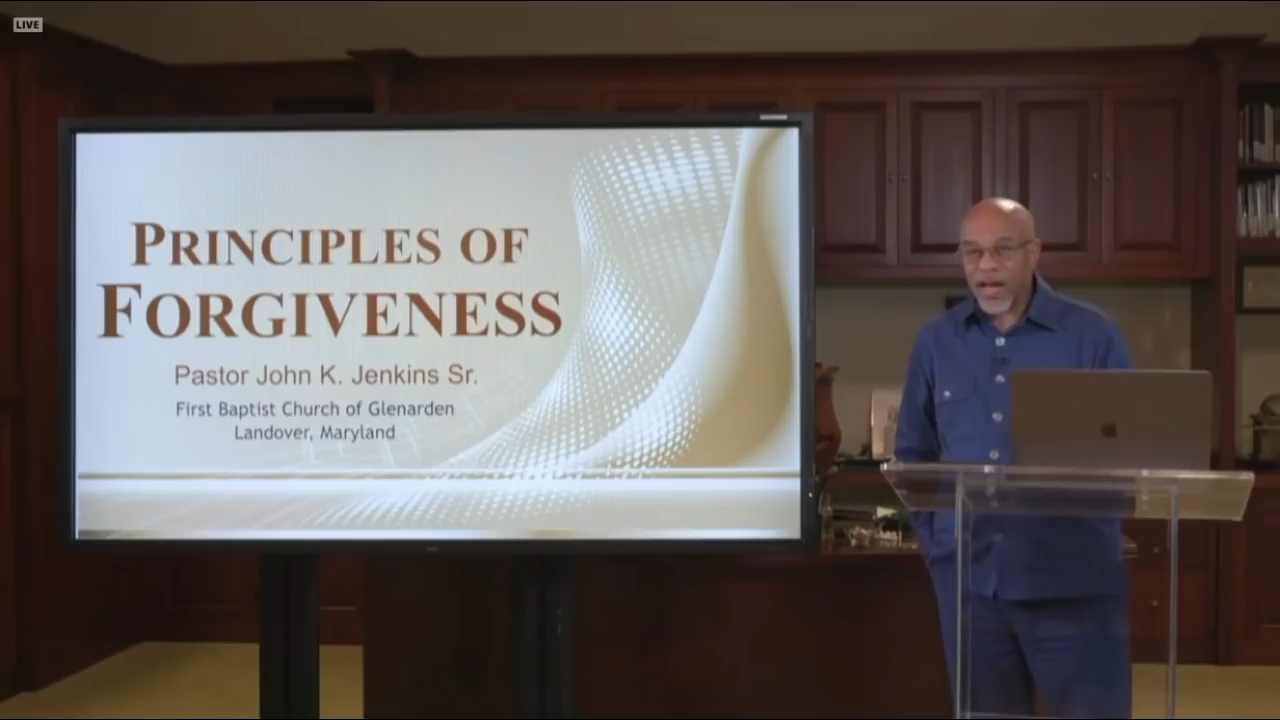 LIVE
PRINCIPLES OF
FORGIVENESS
Pastor John K. Jenkins Sr.
First Baptist Church of Glenarden
Landover, Maryland